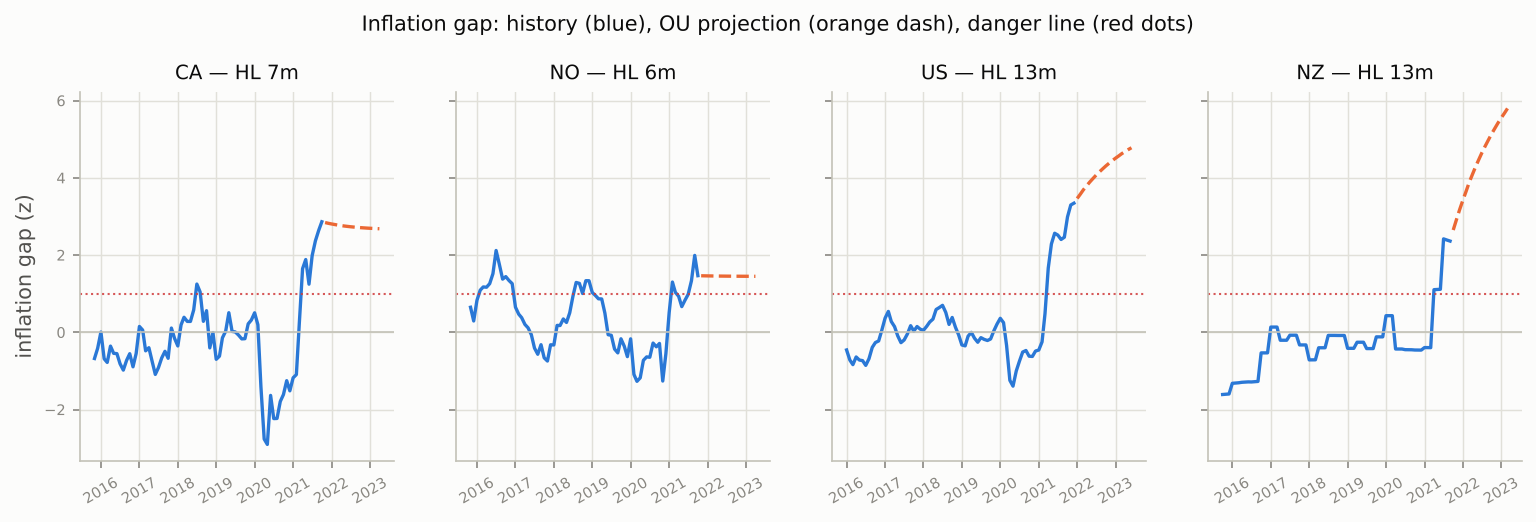 Inflation gap: history (blue), OU projection (orange dash), danger line (red dots)
CA — HL 7m
NO — HL 6m
US — HL 13m
NZ — HL 13m
inflation gap (z)
6
4
2
0
−2
2016 2017 2018 2019 2020 2021 2022 2023
2016 2017 2018 2019 2020 2021 2022 2023
2016 2017 2018 2019 2020 2021 2022 2023
2016 2017 2018 2019 2020 2021 2022 2023